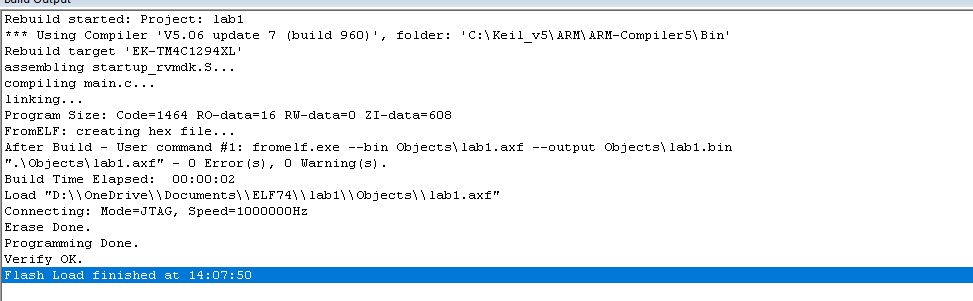 Build Output
Rebuild started: Project: lab1
*** Using Compiler 'V5.06 update 7 (build 960)', folder: 'C:\Keil_v5\ARM\ARM-Compiler5\Bin'
Rebuild target 'EK-TM4C1294XL'
assembling startup_rvmdk.S...
compiling main.c...
linking...
Program Size: Code=1464 RO-data=16 RW-data=0 ZI-data=608
FromELF: creating hex file...
After Build - User command #1: fromelf.exe --bin Objects\lab1.axf --output Objects\lab1.bin
".\Objects\lab1.axf" - 0 Error(s), 0 Warning(s).
Build Time Elapsed:  00:00:02
Load "D:\\OneDrive\\Documents\\ELF74\\lab1\\Objects\\lab1.axf"
Connecting: Mode=JTAG, Speed=1000000Hz
Erase Done.
Programming Done.
Verify OK.
Flash Load finished at 14:07:50